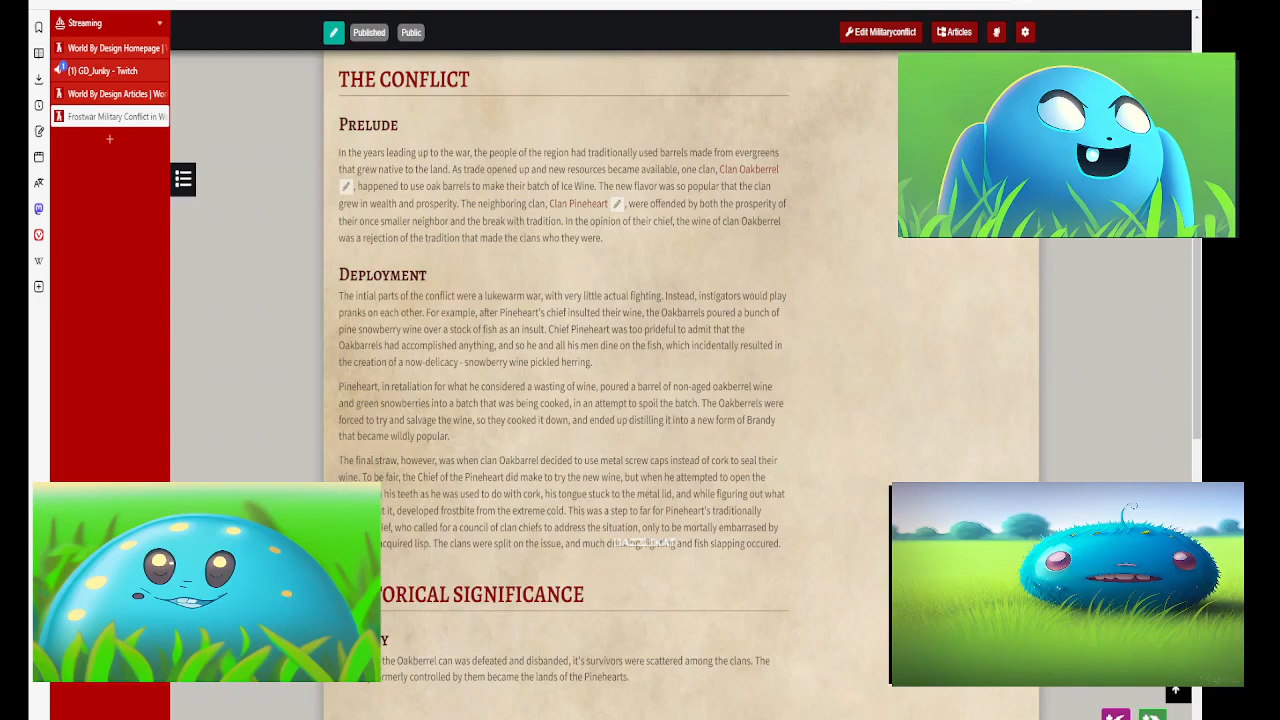 Streaming
World By Design Homepage |
(1) GD_Junky - Twitch
World By Design Articles | Wo
Frostwar Military Conflict in W
Published
Public
Edit Militaryconflict
Articles
THE CONFLICT
PRELUDE
In the years leading up to the war, the people of the region had traditionally used barrels made from evergreens
that grew native to the land. As trade opened up and new resources became available, one clan, Clan Oakberrel
, happened to use oak barrels to make their batch of Ice Wine. The new flavor was so popular that the clan
grew in wealth and prosperity. The neighboring clan, Clan Pineheart , were offended by both the prosperity of
their once smaller neighbor and the break with tradition. In the opinion of their chief, the wine of clan Oakbarrel
was a rejection of the tradition that made the clans who they were.
DEPLOYMENT
The intial parts of the conflict were a lukewarm war, with very little actual fighting. Instead, instigators would play
pranks on each other. For example, after Pineheart's chief insulted their wine, the Oakbarrels poured a bunch of
pine snowberry wine over a stock of fish as an insult. Chief Pineheart was too prideful to admit that the
Oakbarrels had accomplished anything, and so he and all his men dine on the fish, which incidentally resulted in
the creation of a now-delicacy - snowberry wine pickled herring.
Pineheart, in retaliation for what he considered a wasting of wine, poured a barrel of non-aged oakberrel wine
and green snowberries into a batch that was being cooked, in an attempt to spoil the batch. The Oakberrels were
forced to try and salvage the wine, so they cooked it down, and ended up distilling it into a new form of Brandy
that became wildly popular.
The final straw, however, was when clan Oakbarrel decided to use metal screw caps instead of cork to seal their
wine. To be fair, the Chief of the Pineheart did make to try the new wine, but when he attempted to open the
his teeth as he was used to do with cork, his tongue stuck to the metal lid, and while figuring out what
it, developed frostbite from the extreme cold. This was a step to far for Pineheart's traditionally
, who called for a council of clan chiefs to address the situation, only to be mortally embarrased by
acquired lisp. The clans were split on the issue, and much and fish slapping occured.
ORICAL SIGNIFICANCE
Y
the Oakberrel can was defeated and disbanded, it's survivors were scattered among the clans. The
formerly controlled by them became the lands of the Pinehearts.